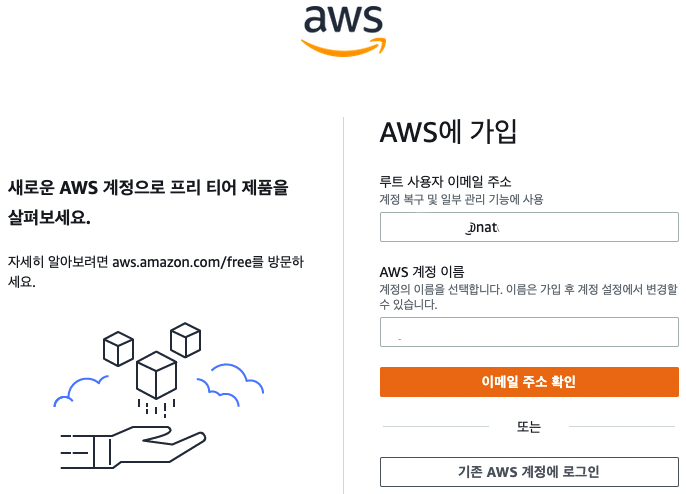 aws
새로운 AWS 계정으로 프리 티어 제품을
살펴보세요.
자세히 알아보려면 aws.amazon.com/free를 방문하
세요.
AWS에 가입
루트 사용자 이메일 주소
계정 복구 및 일부 관리 기능에 사용
@nat
AWS 계정 이름
계정의 이름을 선택합니다. 이름은 가입 후 계정 설정에서 변경할
수 있습니다.
이메일 주소 확인
또는
기존 AWS 계정에 로그인